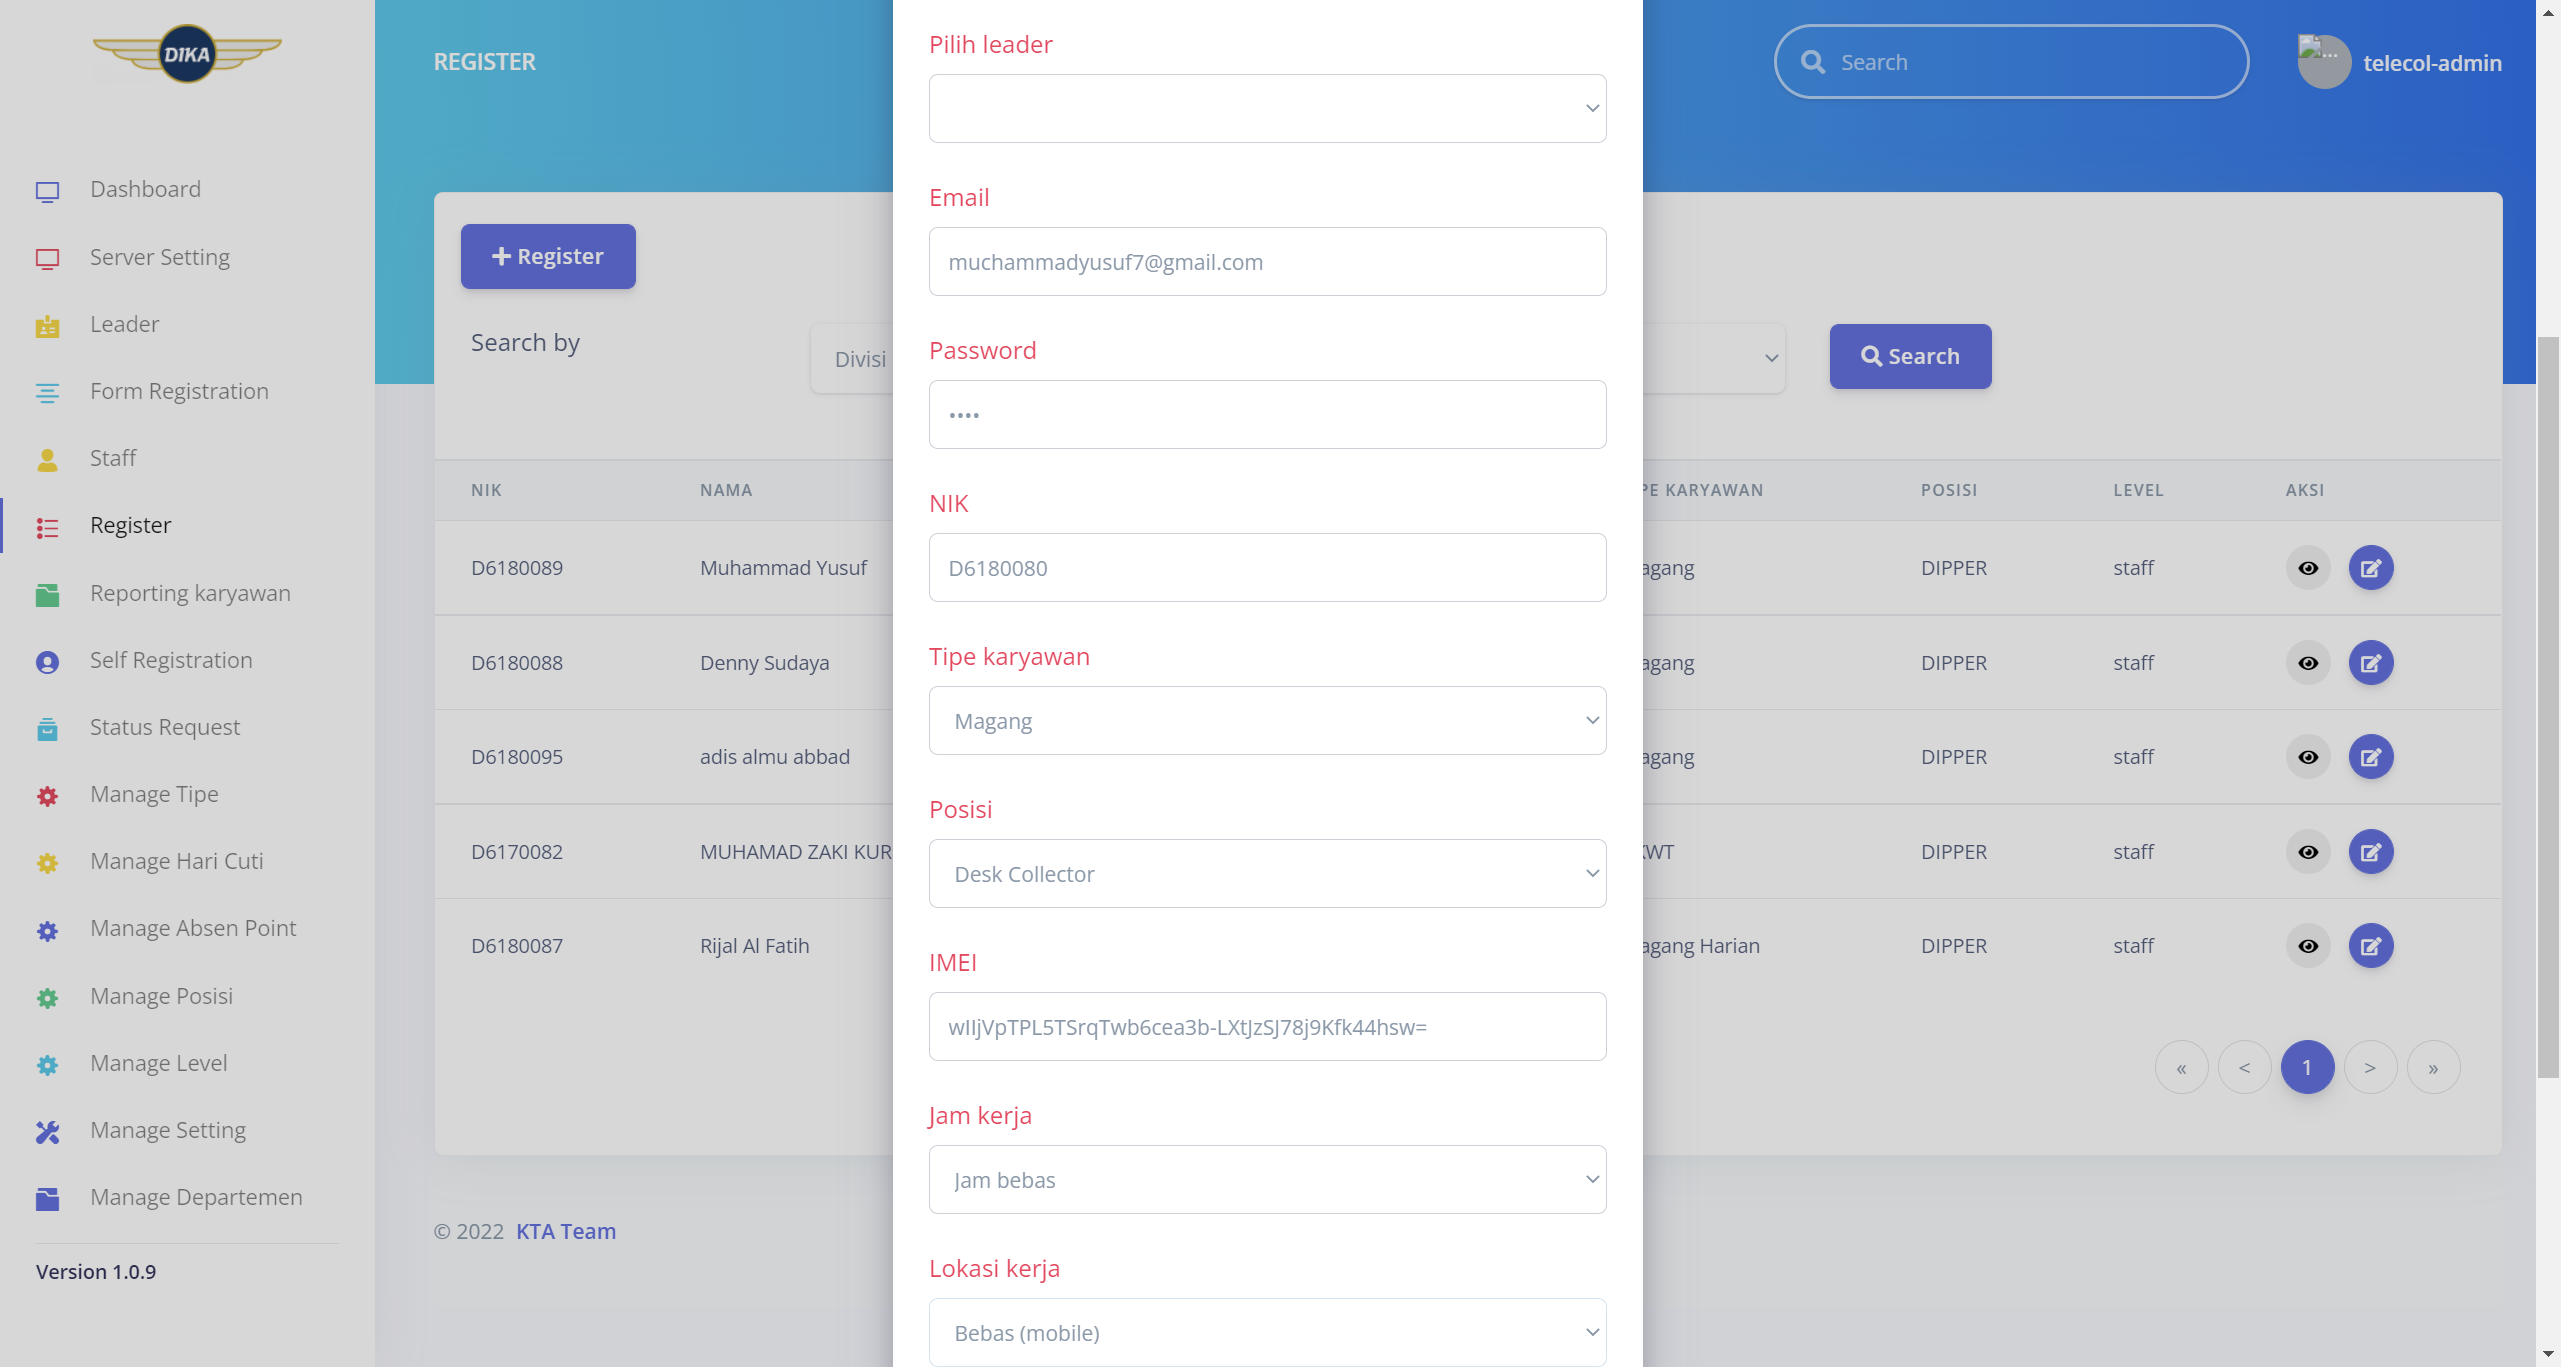 DIKA
REGISTER
Search
... telecol-admin
Dashboard
Server Setting
Leader
Form Registration
Staff
Register
Reporting karyawan
Self Registration
Status Request
Manage Tipe
Manage Hari Cuti
Manage Absen Point
Manage Posisi
Manage Level
Manage Setting
Manage Departemen
Version 1.0.9
Register
Search by
Divisi
Search
NIK NAMA PE KARYAWAN POSISI LEVEL AKSI
D6180089 Muhammad Yusuf agang DIPPER staff
D6180088 Denny Sudaya agang DIPPER staff
D6180095 adis almu abbad agang DIPPER staff
D6170082 MUHAMAD ZAKI KUR WT DIPPER staff
D6180087 Rijal Al Fatih agang Harian DIPPER staff
« < 1 > »
© 2022 KTA Team
Pilih leader
Email
muchammadyusuf7@gmail.com
Password
••••
NIK
D6180080
Tipe karyawan
Magang
Posisi
Desk Collector
IMEI
wIIjVpTPL5TSrqTwb6cea3b-LXtJzSJ78j9Kfk44hsw=
Jam kerja
Jam bebas
Lokasi kerja
Bebas (mobile)